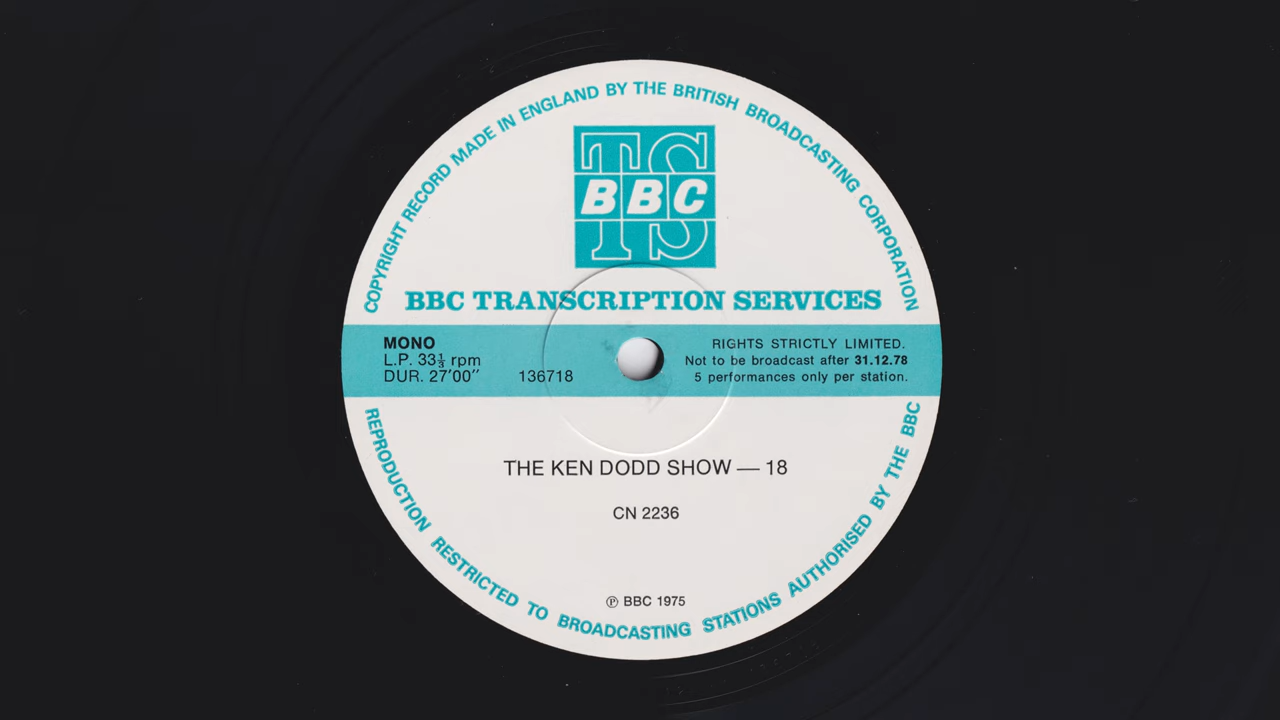 COPYRIGHT RECORD MADE IN ENGLAND BY THE BRITISH BROADCASTING CORPORATION
TS
BBC
BBC TRANSCRIPTION SERVICES
MONO
L.P. 33⅓ rpm
DUR. 27′00″
136718
RIGHTS STRICTLY LIMITED.
Not to be broadcast after 31.12.78
5 performances only per station.
THE KEN DODD SHOW — 18
CN 2236
℗ BBC 1975
REPRODUCTION RESTRICTED TO BROADCASTING STATIONS AUTHORISED BY THE BBC